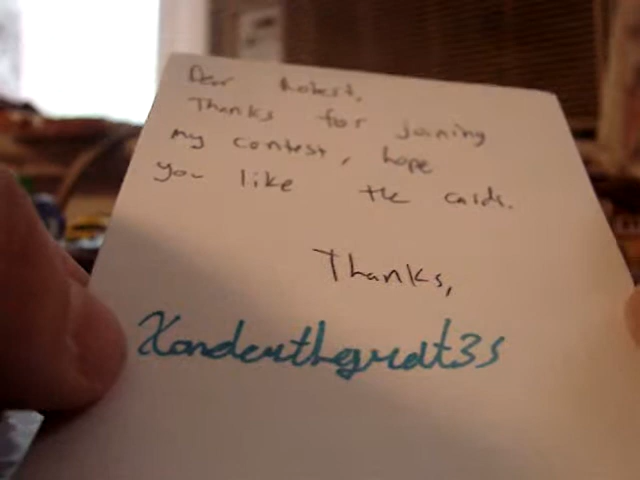 Dear Robert,
Thanks for joining
my contest, hope
you like the cards.
Thanks,
Xanderthegreat35